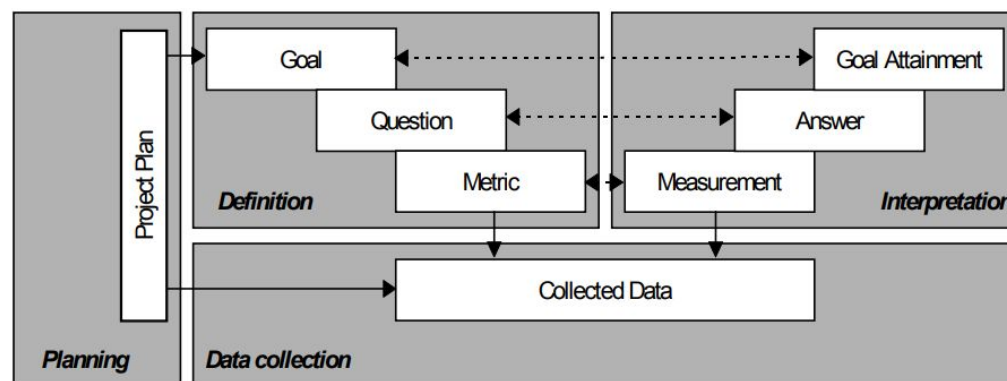 Goal
Goal Attainment
Question
Answer
Metric
Measurement
Project Plan
Definition
Interpretation
Collected Data
Planning
Data collection